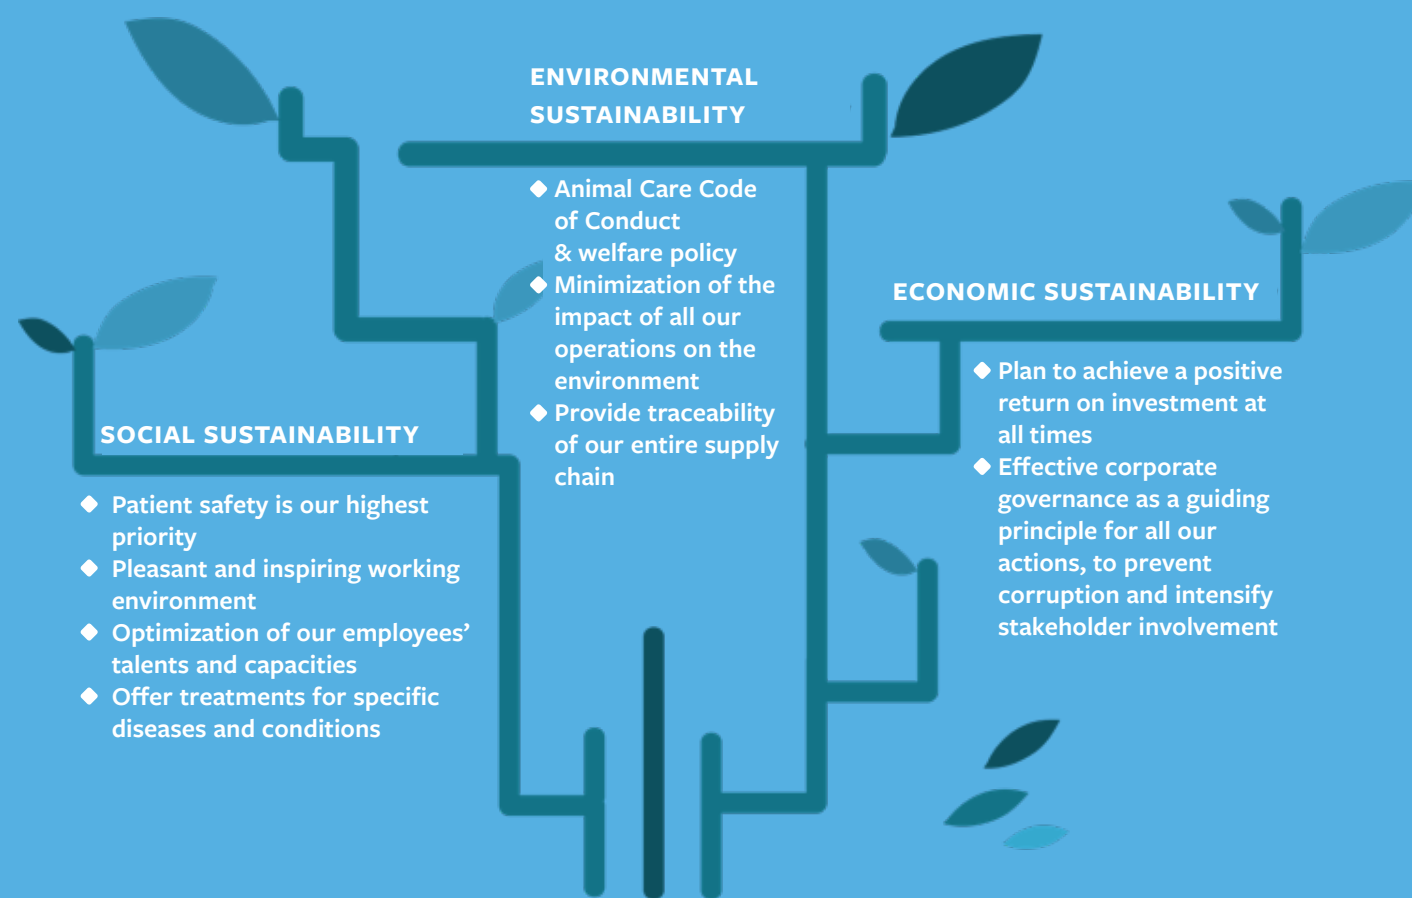 ENVIRONMENTAL
SUSTAINABILITY
◆ Animal Care Code
of Conduct
& welfare policy
◆ Minimization of the
impact of all our
operations on the
environment
◆ Provide traceability
of our entire supply
chain
ECONOMIC SUSTAINABILITY
◆ Plan to achieve a positive
return on investment at
all times
◆ Effective corporate
governance as a guiding
principle for all our
actions, to prevent
corruption and intensify
stakeholder involvement
SOCIAL SUSTAINABILITY
◆ Patient safety is our highest
priority
◆ Pleasant and inspiring working
environment
◆ Optimization of our employees’
talents and capacities
◆ Offer treatments for specific
diseases and conditions